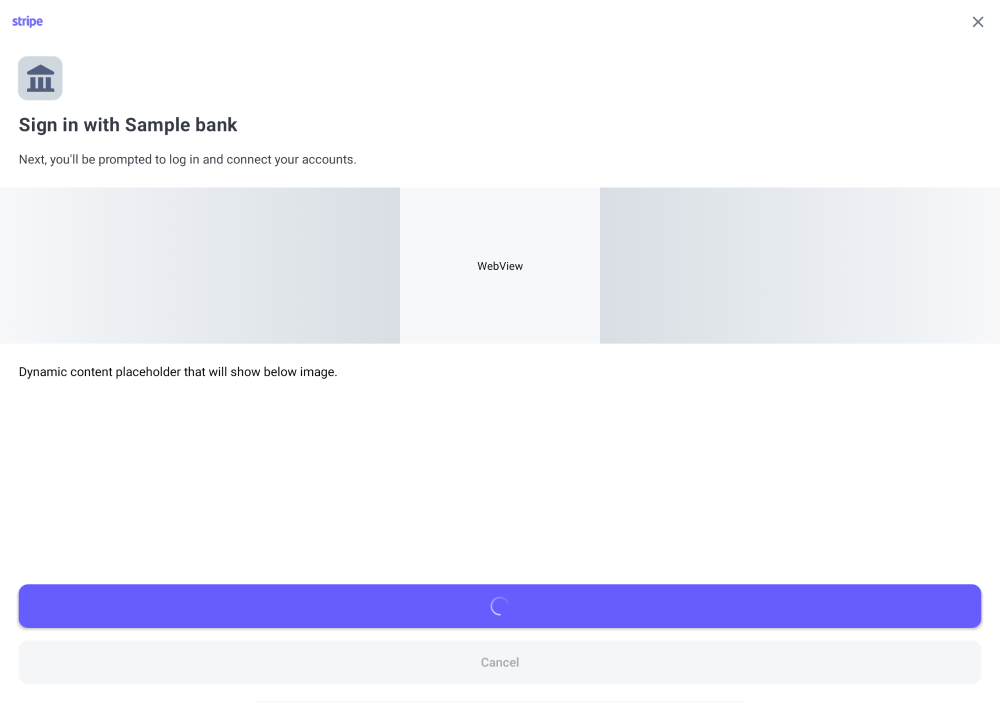 stripe
Sign in with Sample bank
Next, you'll be prompted to log in and connect your accounts.
WebView
Dynamic content placeholder that will show below image.
Cancel